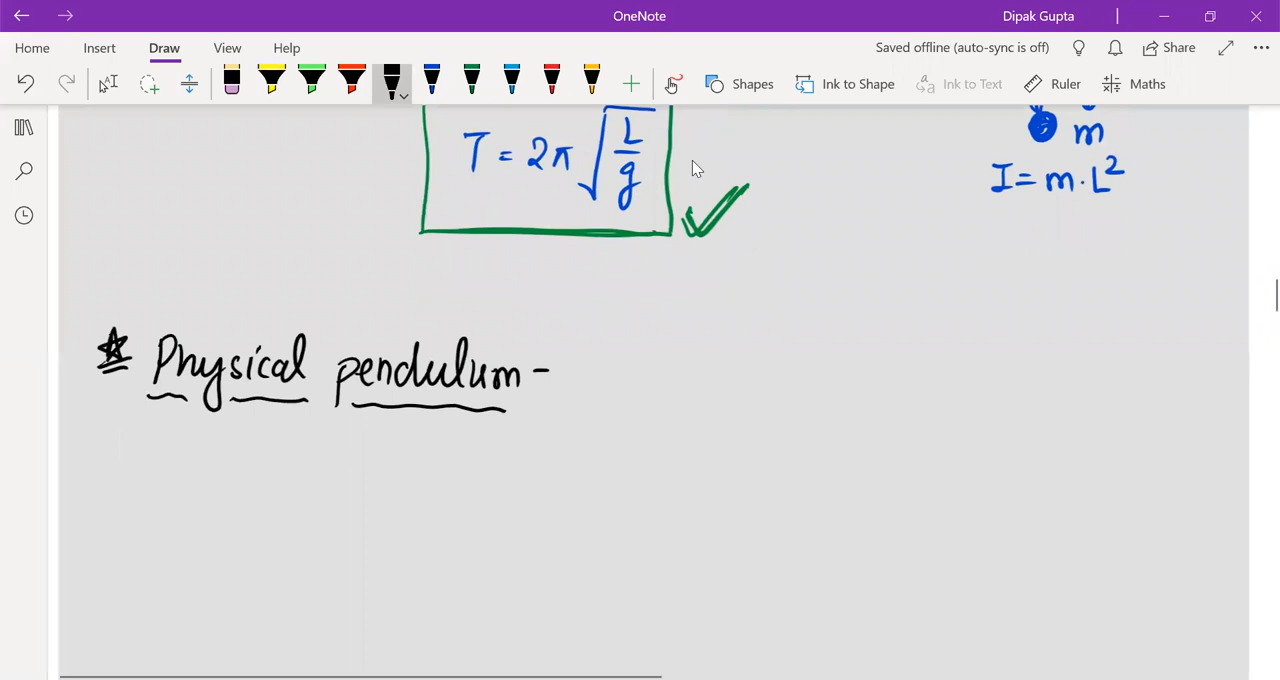 OneNote
Dipak Gupta
Home Insert Draw View Help
Saved offline (auto-sync is off)
Share
Shapes
Ink to Shape
Ink to Text
Ruler
Maths
T = 2π √(L/g)
m
I = m·L²
Physical pendulum -